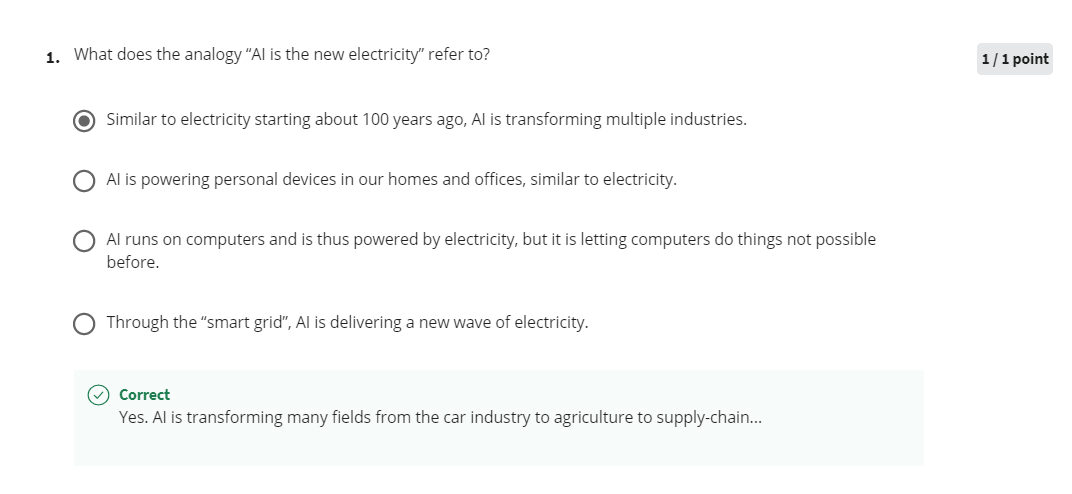 1. What does the analogy “AI is the new electricity” refer to?
1 / 1 point
Similar to electricity starting about 100 years ago, AI is transforming multiple industries.
AI is powering personal devices in our homes and offices, similar to electricity.
AI runs on computers and is thus powered by electricity, but it is letting computers do things not possible
before.
Through the “smart grid”, AI is delivering a new wave of electricity.
Correct
Yes. AI is transforming many fields from the car industry to agriculture to supply-chain...